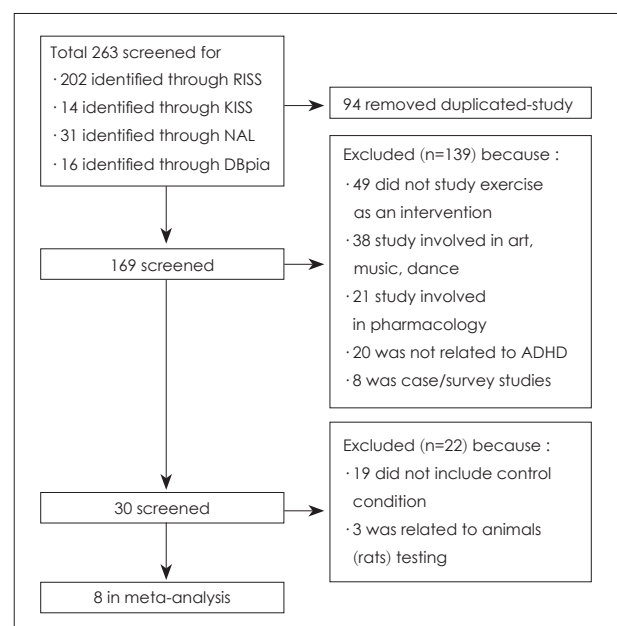 Total 263 screened for
· 202 identified through RISS
· 14 identified through KISS
· 31 identified through NAL
· 16 identified through DBpia
94 removed duplicated-study
Excluded (n=139) because :
· 49 did not study exercise
as an intervention
· 38 study involved in art,
music, dance
· 21 study involved
in pharmacology
· 20 was not related to ADHD
· 8 was case/survey studies
169 screened
Excluded (n=22) because :
· 19 did not include control
condition
· 3 was related to animals
(rats) testing
30 screened
8 in meta-analysis